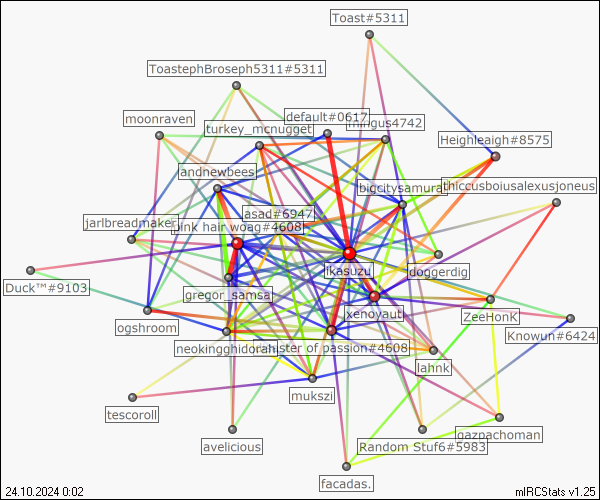 Toast#5311
ToastephBroseph5311#5311
default#0617
moonraven
mingus4742
turkey_mcnugget
Heighleaigh#8575
andnewbees
bigcitysamurai
thiccusboiusalexusjoneus
asad#6947
jarlbreadmaker
pink hair woag#4608
ikasuzu
doggerdig
Duck™#9103
gregor_samsa
xenoyaut
ogshroom
ZeeHonK
Knowun#6424
neokingghidorah
minister of passion#4608
lahnk
mukszi
tescoroll
gazpachoman
avelicious
Random Stuf6#5983
facadas.
24.10.2024 0:02
mIRCStats v1.25